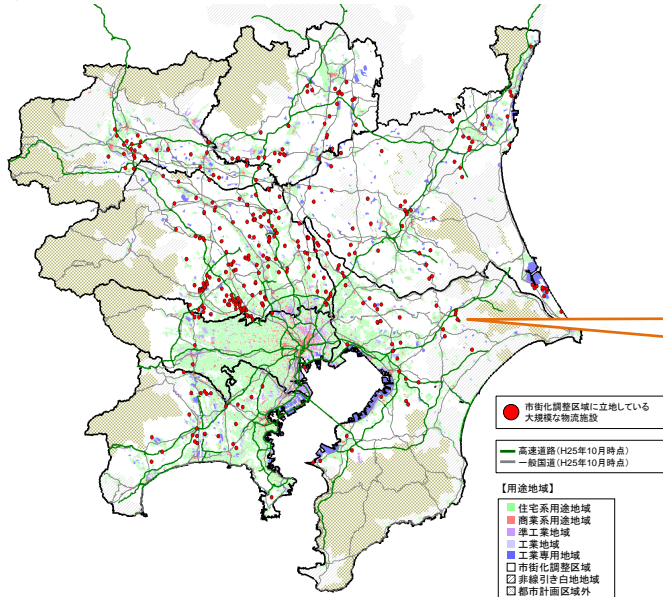 市街化調整区域に立地している
大規模な物流施設
高速道路(H25年10月時点)
一般国道(H25年10月時点)
【用途地域】
住宅系用途地域
商業系用途地域
準工業地域
工業地域
工業専用地域
市街化調整区域
非線引き白地地域
都市計画区域外